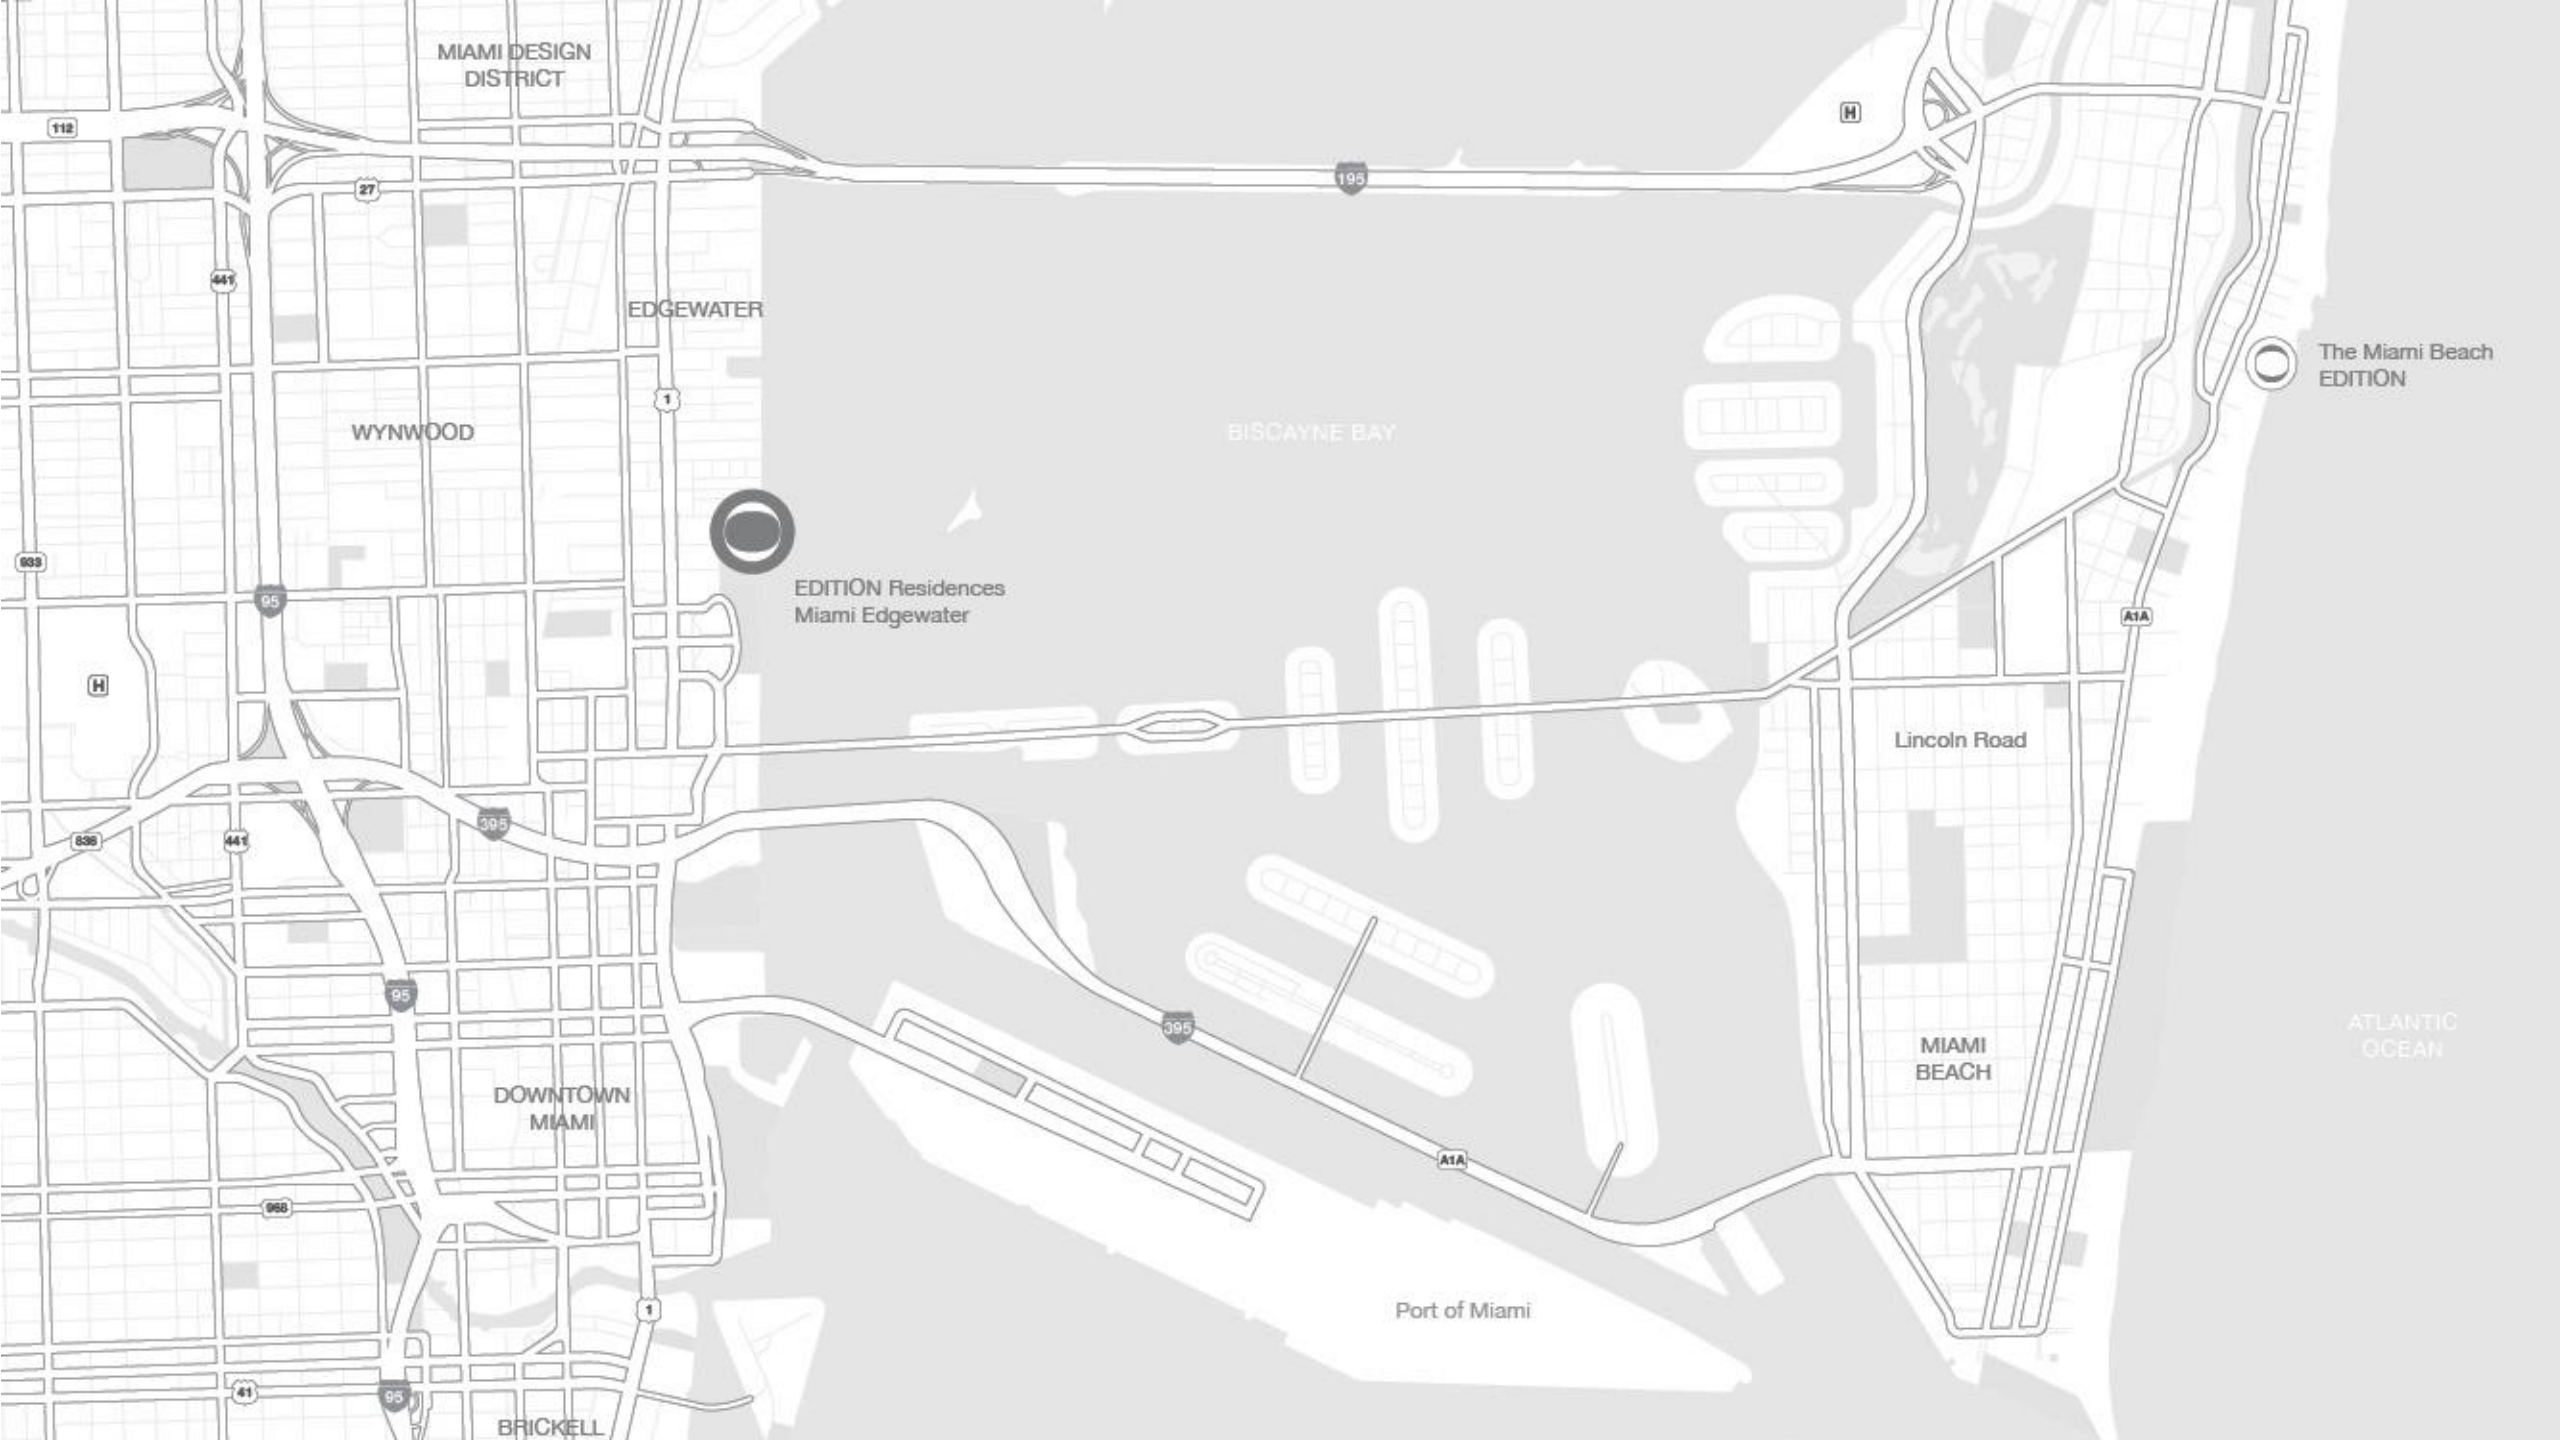 MIAMI DESIGN
DISTRICT
H
112
195
27
441
EDGEWATER
The Miami Beach
EDITION
1
WYNWOOD
BISCAYNE BAY
933
EDITION Residences
Miami Edgewater
95
A1A
H
Lincoln Road
395
836
441
95
ATLANTIC
OCEAN
395
MIAMI
BEACH
DOWNTOWN
MIAMI
A1A
968
1
Port of Miami
41
95
BRICKELL